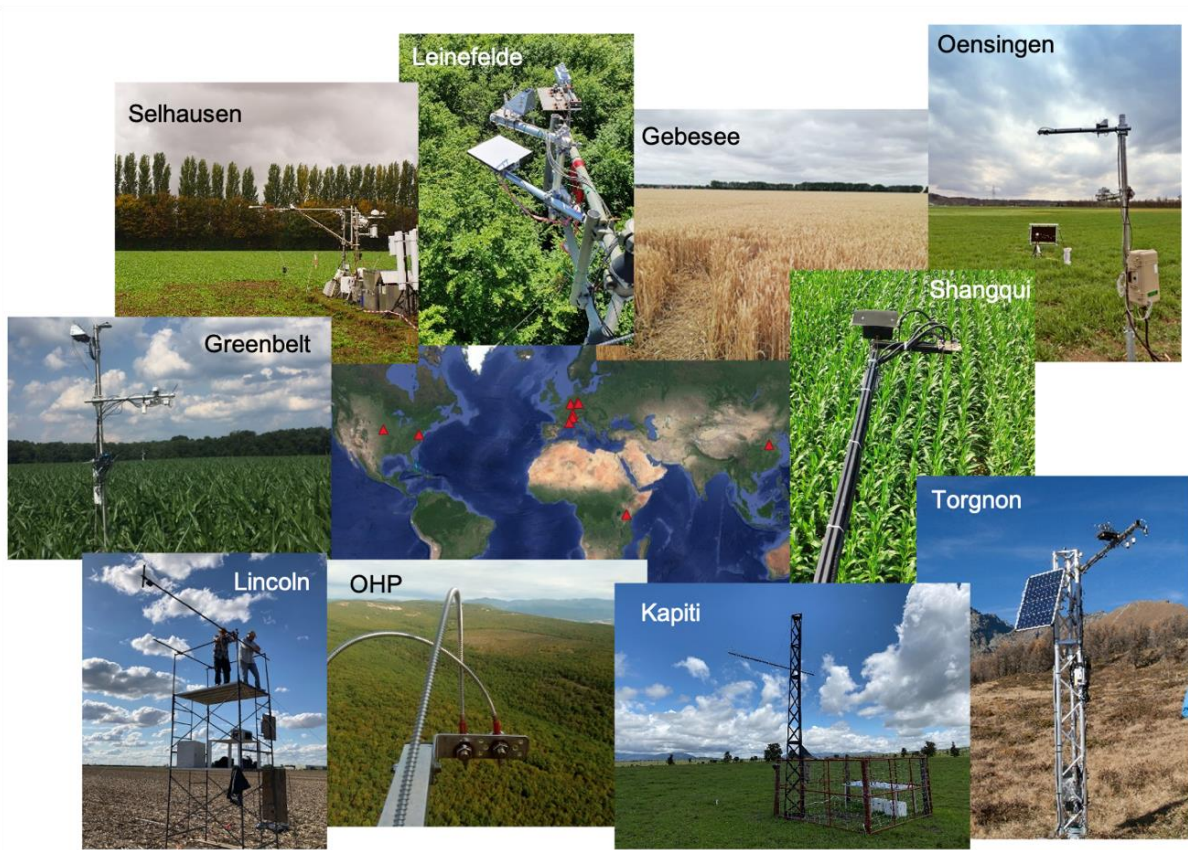 Leinefelde
Oensingen
Selhausen
Gebesee
Shangqui
Greenbelt
Torgnon
Lincoln
OHP
Kapiti